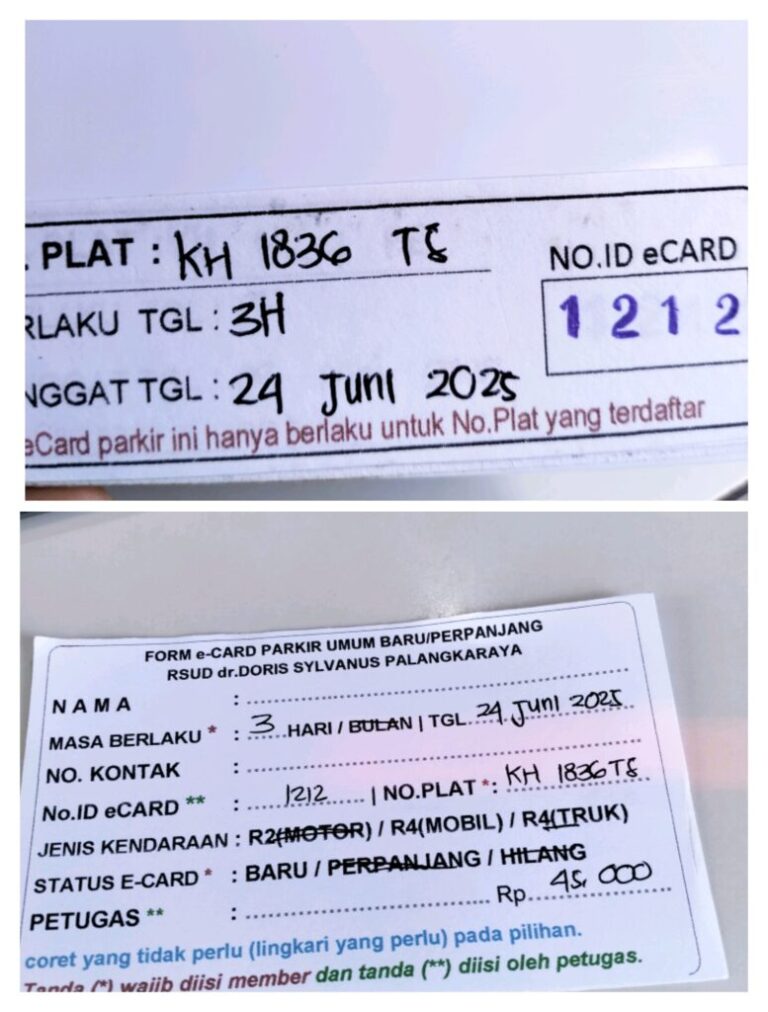 . PLAT : KH 1836 TS
NO.ID eCARD
RLAKU TGL : 3H
1212
NGGAT TGL : 24 Juni 2025
eCard parkir ini hanya berlaku untuk No.Plat yang terdaftar
FORM e-CARD PARKIR UMUM BARU/PERPANJANG
RSUD dr.DORIS SYLVANUS PALANGKARAYA
NAMA :
MASA BERLAKU * : 3 HARI / BULAN | TGL. 24 Juni 2025
NO. KONTAK :
No.ID eCARD ** : 1212 | NO.PLAT * : KH 1836 TS
JENIS KENDARAAN : R2(MOTOR) / R4(MOBIL) / R4(TRUK)
STATUS E-CARD * : BARU / PERPANJANG / HILANG
PETUGAS ** : Rp. 45.000
coret yang tidak perlu (lingkari yang perlu) pada pilihan.
Tanda (*) wajib diisi member dan tanda (**) diisi oleh petugas.